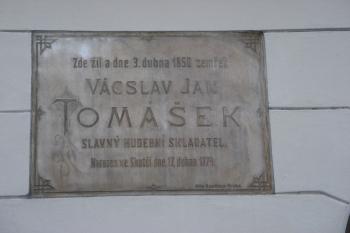 Zde žil a dne 3. dubna 1850 zemřel
VÁCSLAV JAN
TOMÁŠEK
SLAVNÝ HUDEBNÍ SKLADATEL.
Narozen ve Skutči dne 17. dubna 1774.